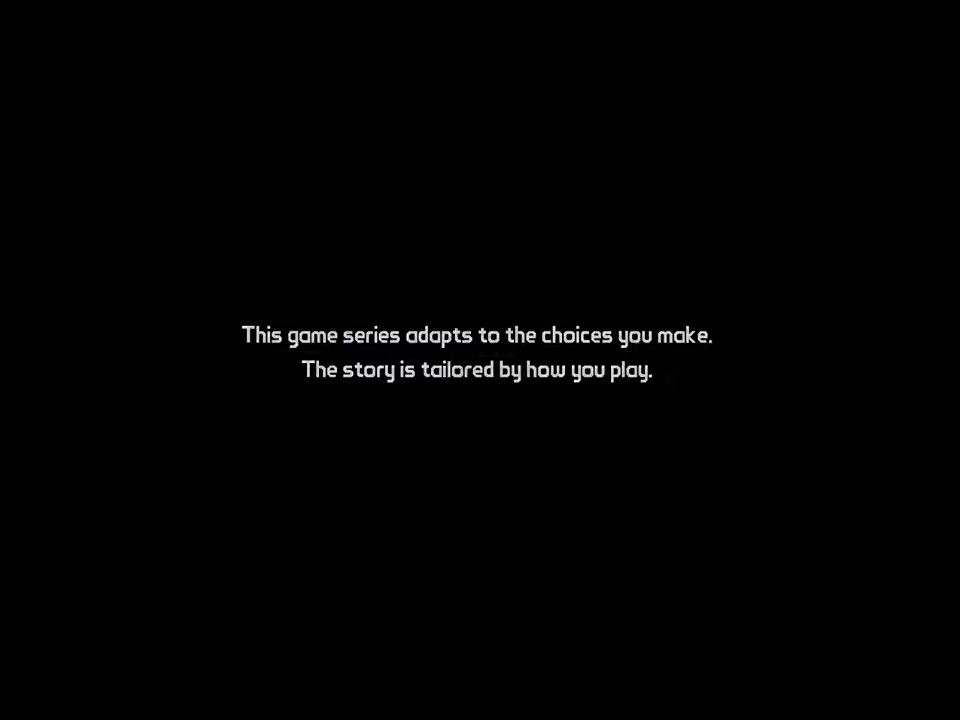 This game series adapts to the choices you make.
The story is tailored by how you play.